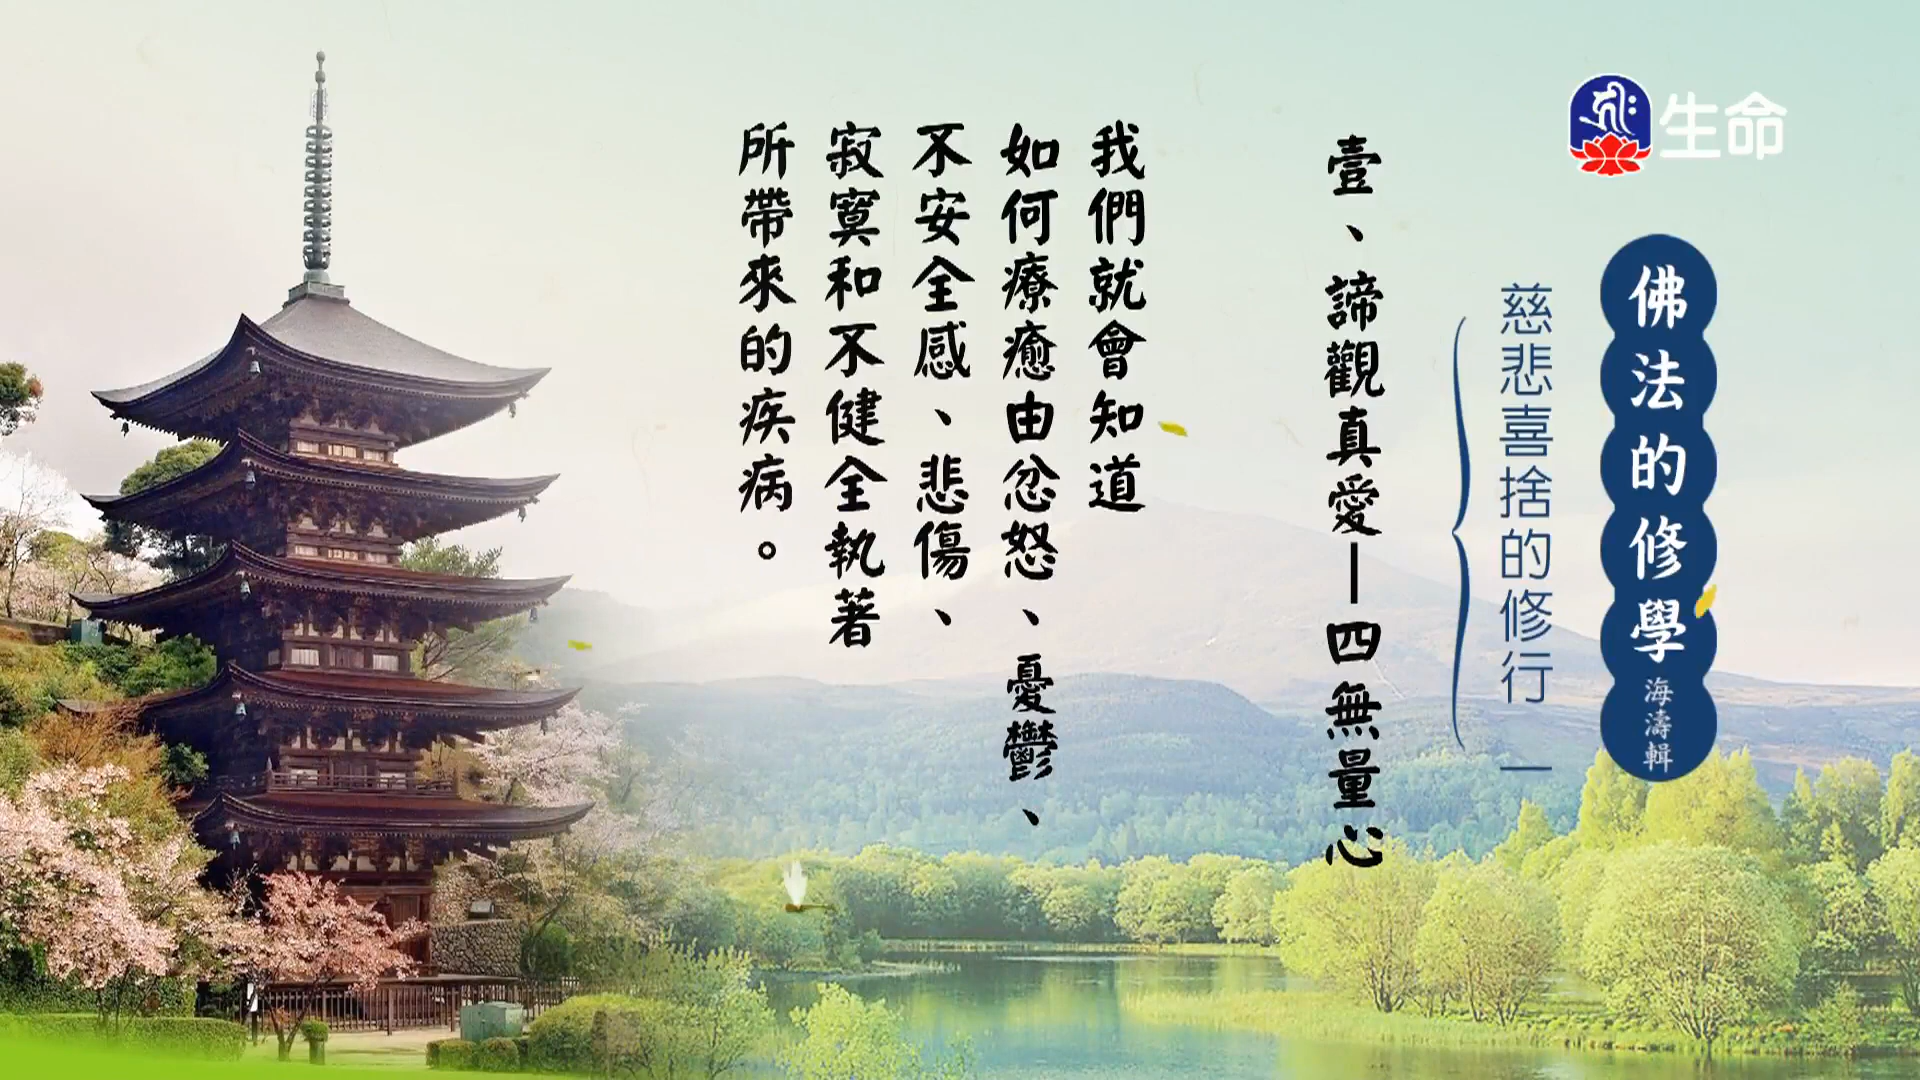 生命
佛法的修學
海濤輯
慈悲喜捨的修行 一
壹、諦觀真愛—四無量心
我們就會知道
如何療癒由忿怒、憂鬱、
不安全感、悲傷、
寂寞和不健全執著
所帶來的疾病。